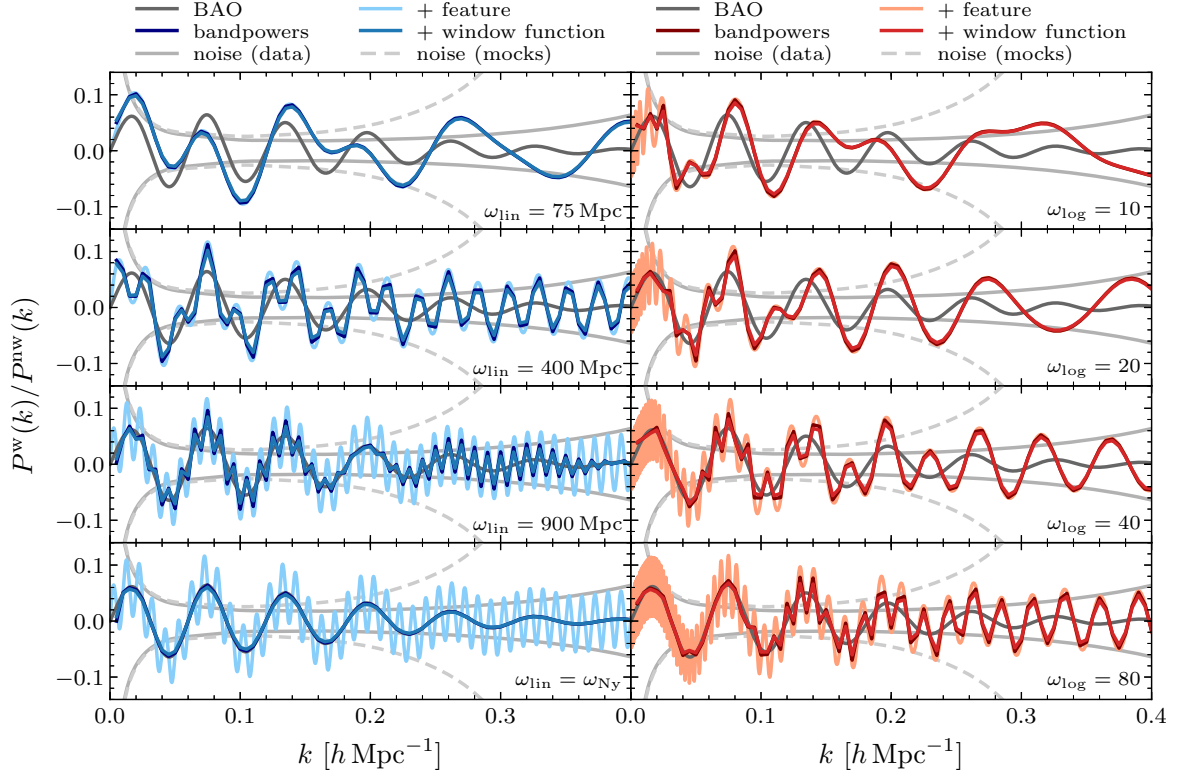 BAO + feature BAO + feature
bandpowers + window function bandpowers + window function
noise (data) noise (mocks) noise (data) noise (mocks)
P^w(k)/P^nw(k)
0.1
0.0
−0.1
ω_lin = 75 Mpc
ω_log = 10
0.1
0.0
−0.1
ω_lin = 400 Mpc
ω_log = 20
0.1
0.0
−0.1
ω_lin = 900 Mpc
ω_log = 40
0.1
0.0
−0.1
ω_lin = ω_Ny
ω_log = 80
0.0 0.1 0.2 0.3 0.0 0.1 0.2 0.3 0.4
k [h Mpc⁻¹] k [h Mpc⁻¹]